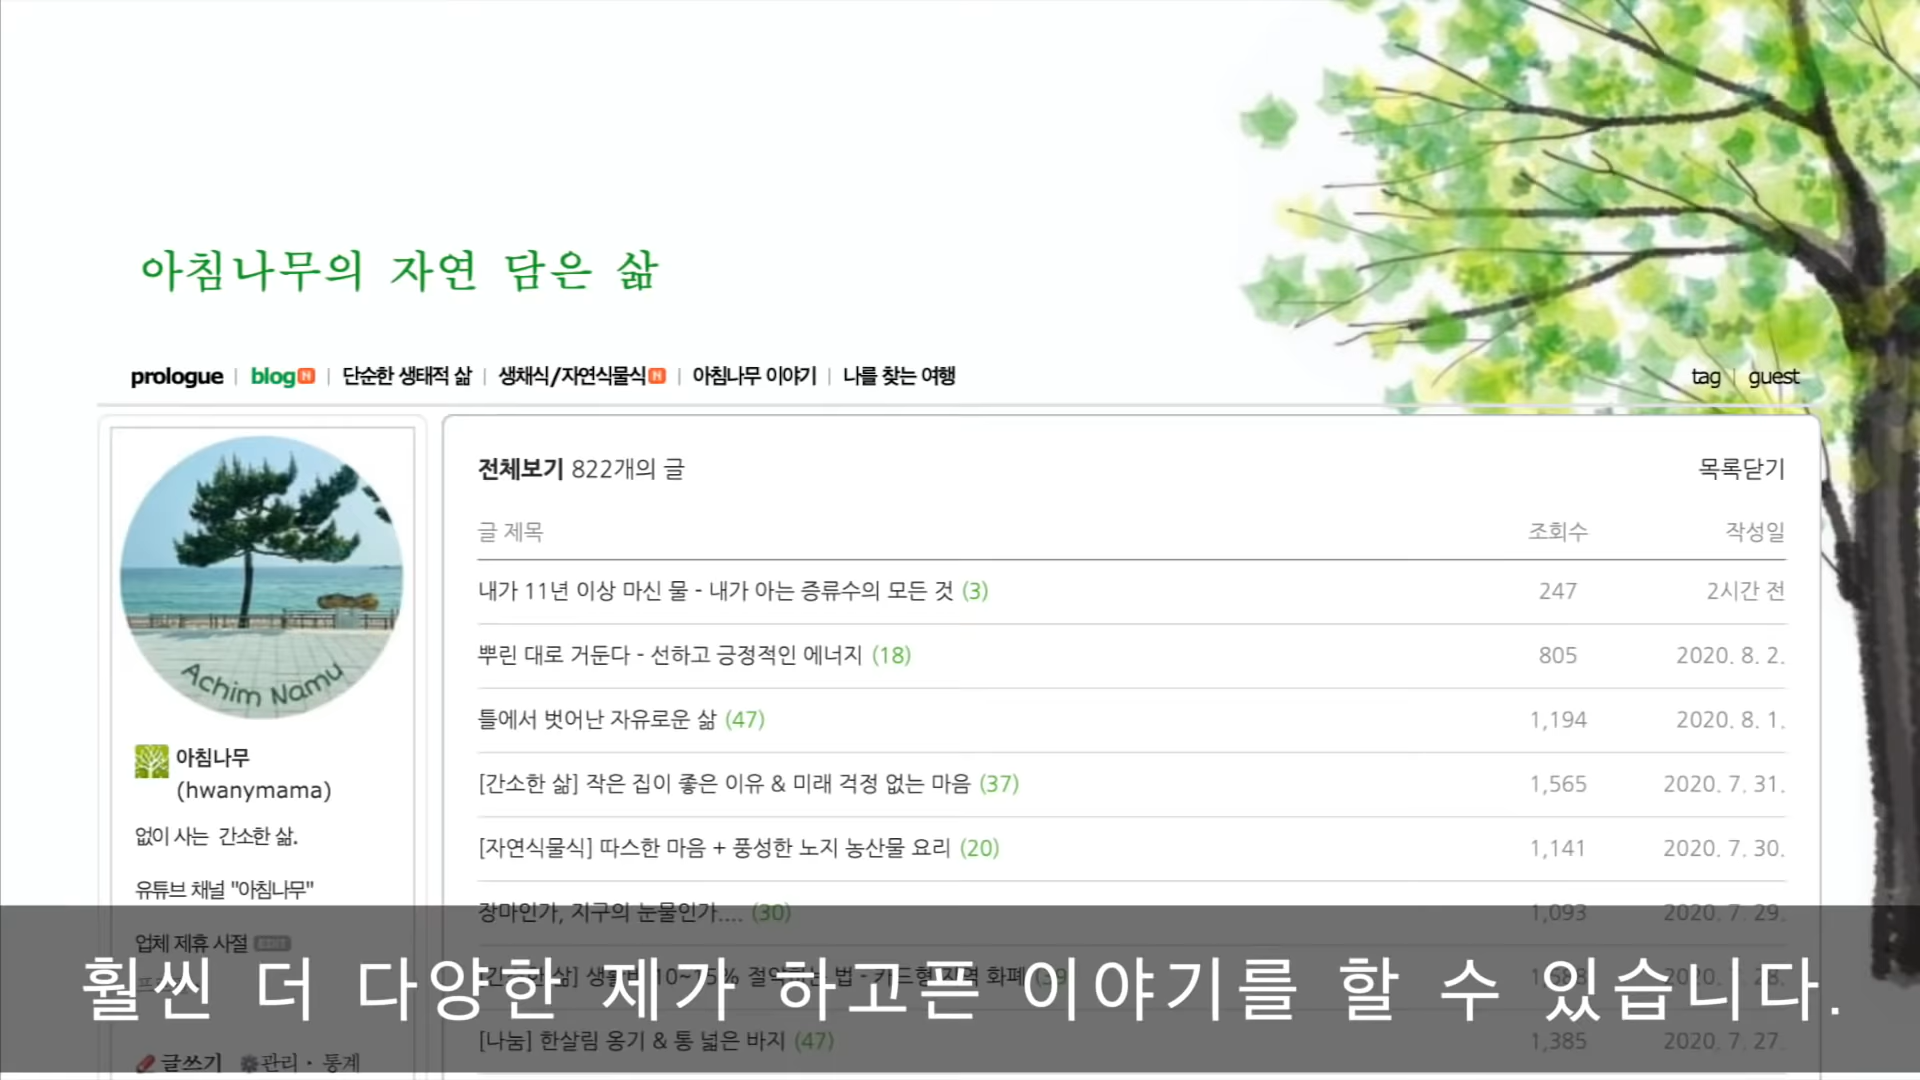 아침나무의 자연 담은 삶
prologue | blog N | 단순한 생태적 삶 | 생채식/자연식물식 N | 아침나무 이야기 | 나를 찾는 여행
tag | guest
Achim Namu
아침나무
(hwanymama)
없이 사는 간소한 삶.
유튜브 채널 "아침나무"
업체 제휴 사절 EDIT
글쓰기 관리 · 통계
전체보기 822개의 글 목록닫기
글 제목 조회수 작성일
내가 11년 이상 마신 물 - 내가 아는 증류수의 모든 것 (3) 247 2시간 전
뿌린 대로 거둔다 - 선하고 긍정적인 에너지 (18) 805 2020. 8. 2.
틀에서 벗어난 자유로운 삶 (47) 1,194 2020. 8. 1.
[간소한 삶] 작은 집이 좋은 이유 & 미래 걱정 없는 마음 (37) 1,565 2020. 7. 31.
[자연식물식] 따스한 마음 + 풍성한 노지 농산물 요리 (20) 1,141 2020. 7. 30.
장마인가, 지구의 눈물인가.... (30) 1,093 2020. 7. 29.
[나눔] 한살림 옹기 & 통 넓은 바지 (47) 1,385 2020. 7. 27.
훨씬 더 다양한 제가 하고픈 이야기를 할 수 있습니다.